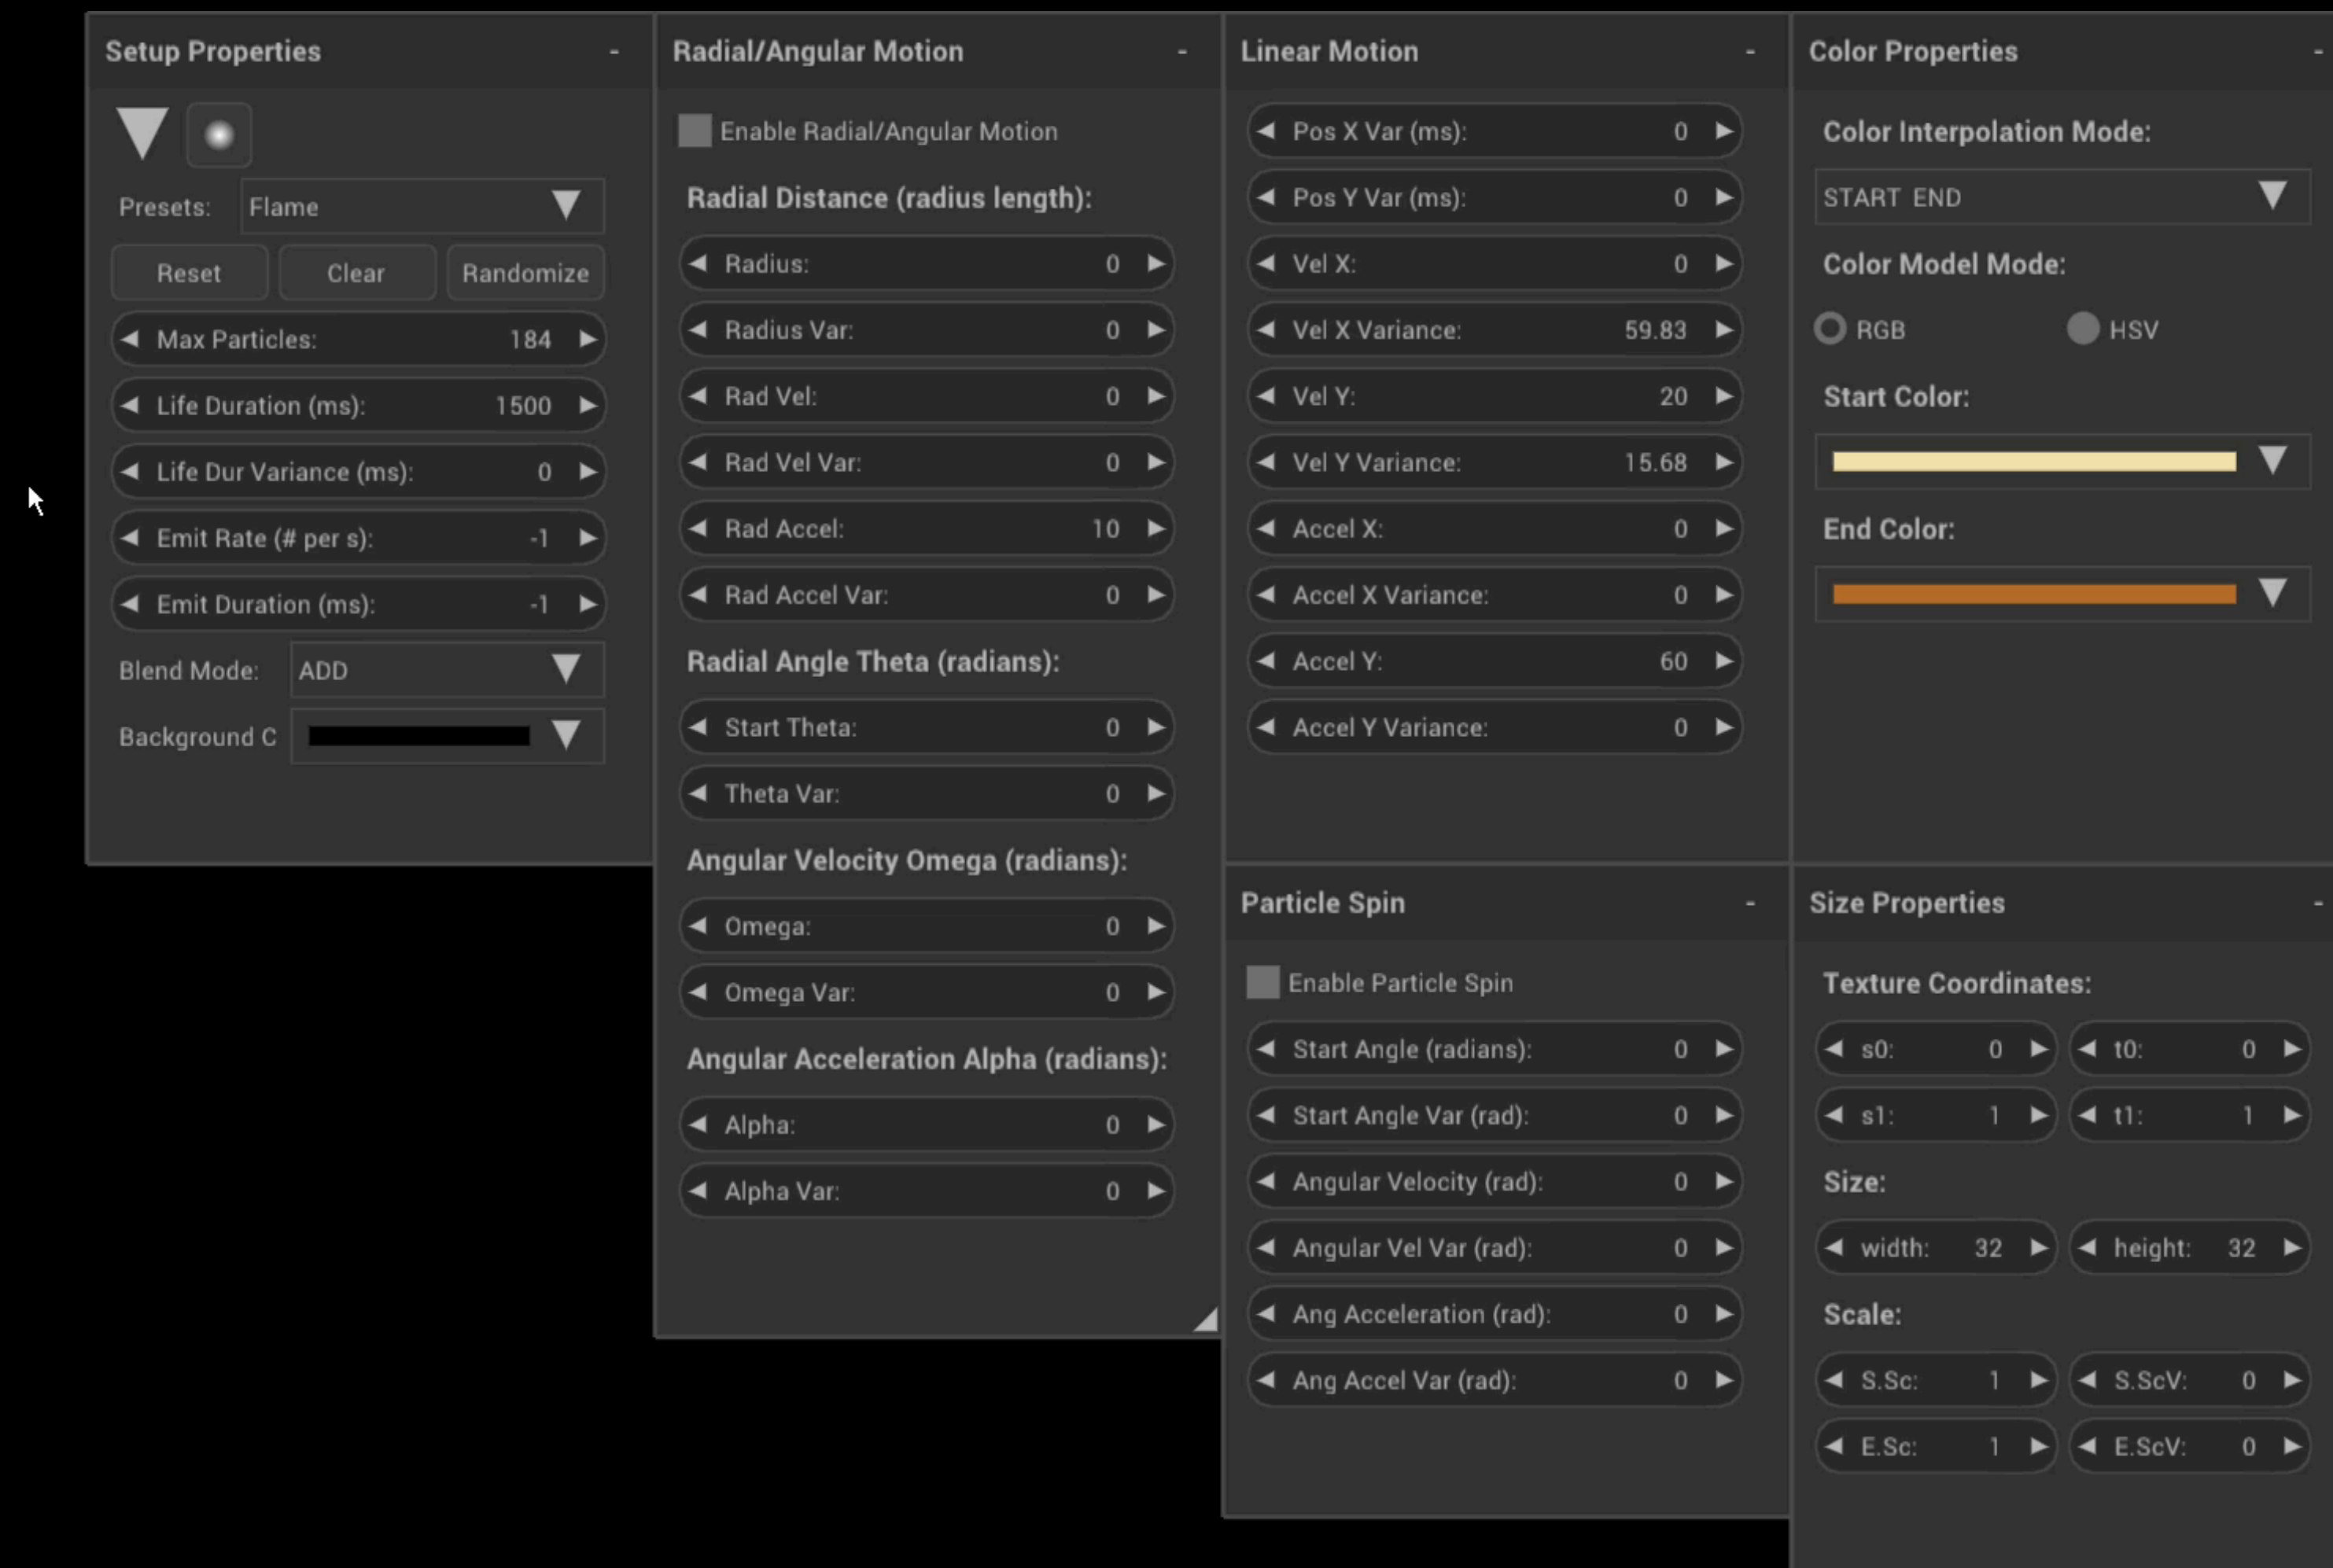 Setup Properties -
Presets: Flame
Reset Clear Randomize
Max Particles: 184
Life Duration (ms): 1500
Life Dur Variance (ms): 0
Emit Rate (# per s): -1
Emit Duration (ms): -1
Blend Mode: ADD
Background C
Radial/Angular Motion -
Enable Radial/Angular Motion
Radial Distance (radius length):
Radius: 0
Radius Var: 0
Rad Vel: 0
Rad Vel Var: 0
Rad Accel: 10
Rad Accel Var: 0
Radial Angle Theta (radians):
Start Theta: 0
Theta Var: 0
Angular Velocity Omega (radians):
Omega: 0
Omega Var: 0
Angular Acceleration Alpha (radians):
Alpha: 0
Alpha Var: 0
Linear Motion -
Pos X Var (ms): 0
Pos Y Var (ms): 0
Vel X: 0
Vel X Variance: 59.83
Vel Y: 20
Vel Y Variance: 15.68
Accel X: 0
Accel X Variance: 0
Accel Y: 60
Accel Y Variance: 0
Particle Spin -
Enable Particle Spin
Start Angle (radians): 0
Start Angle Var (rad): 0
Angular Velocity (rad): 0
Angular Vel Var (rad): 0
Ang Acceleration (rad): 0
Ang Accel Var (rad): 0
Color Properties -
Color Interpolation Mode:
START END
Color Model Mode:
RGB HSV
Start Color:
End Color:
Size Properties -
Texture Coordinates:
s0: 0 t0: 0
s1: 1 t1: 1
Size:
width: 32 height: 32
Scale:
S.Sc: 1 S.ScV: 0
E.Sc: 1 E.ScV: 0